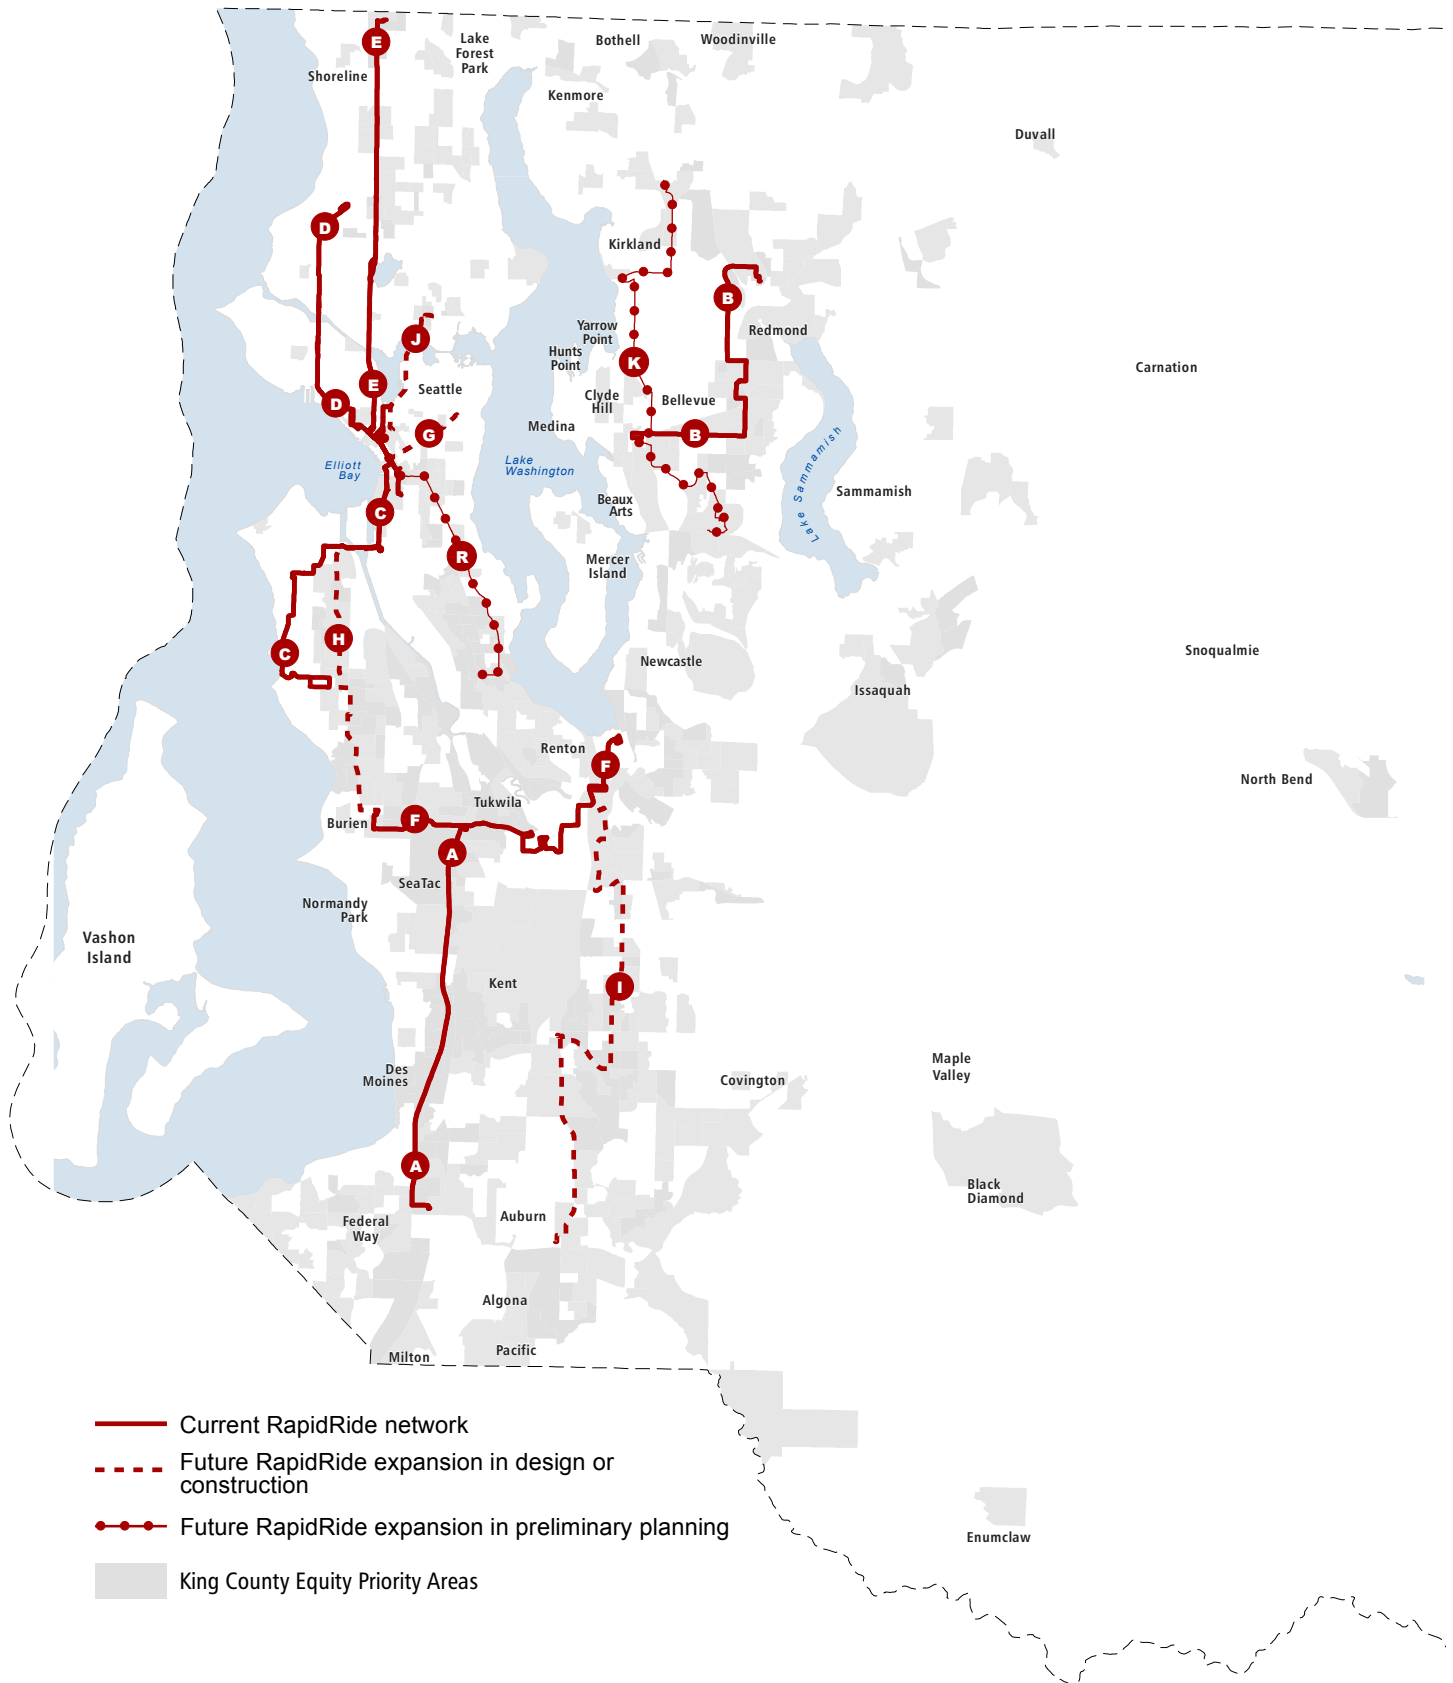 E
Shoreline
Lake
Forest
Park
Bothell
Woodinville
Kenmore
Duvall
D
Kirkland
B
J
Yarrow
Point
Redmond
Hunts
Point
K
Carnation
E
Seattle
Clyde
Hill
Bellevue
D
G
Medina
B
Elliott
Bay
Lake
Washington
Lake Sammamish
Sammamish
Beaux
Arts
C
R
Mercer
Island
H
C
Newcastle
Snoqualmie
Issaquah
Renton
F
North Bend
Tukwila
Burien
F
A
SeaTac
Normandy
Park
Vashon
Island
Kent
I
Des
Moines
Covington
Maple
Valley
A
Black
Diamond
Federal
Way
Auburn
Algona
Pacific
Milton
Current RapidRide network
Future RapidRide expansion in design or
construction
Future RapidRide expansion in preliminary planning
King County Equity Priority Areas
Enumclaw